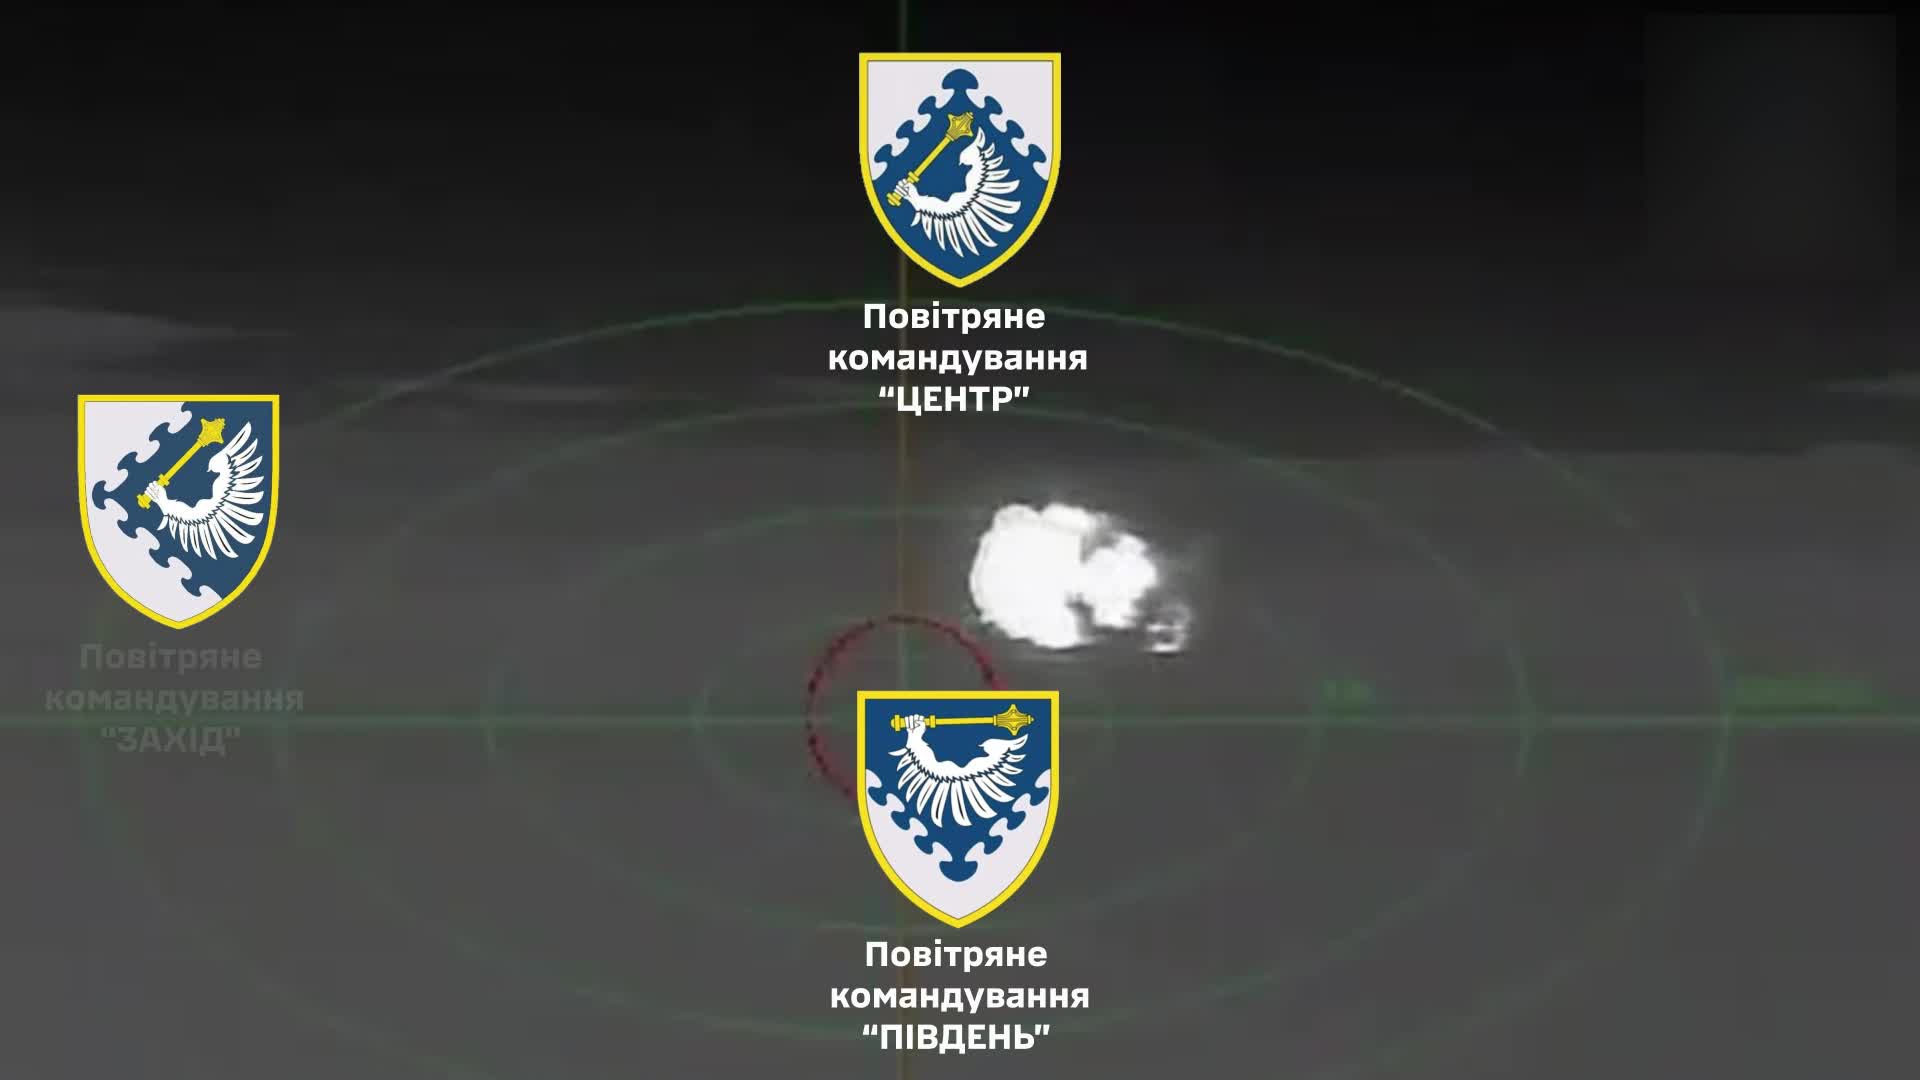 Повітряне
командування
“ЦЕНТР”
Повітряне
командування
“ЗАХІД”
Повітряне
командування
“ПІВДЕНЬ”